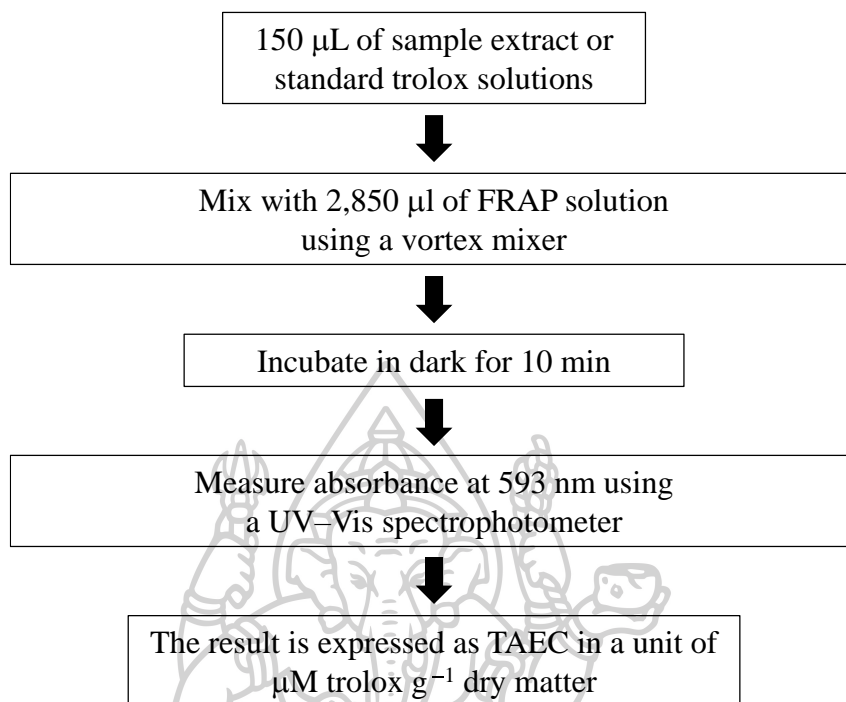 150 μL of sample extract or
standard trolox solutions
Mix with 2,850 μl of FRAP solution
using a vortex mixer
Incubate in dark for 10 min
Measure absorbance at 593 nm using
a UV–Vis spectrophotometer
The result is expressed as TAEC in a unit of
μM trolox g⁻¹ dry matter